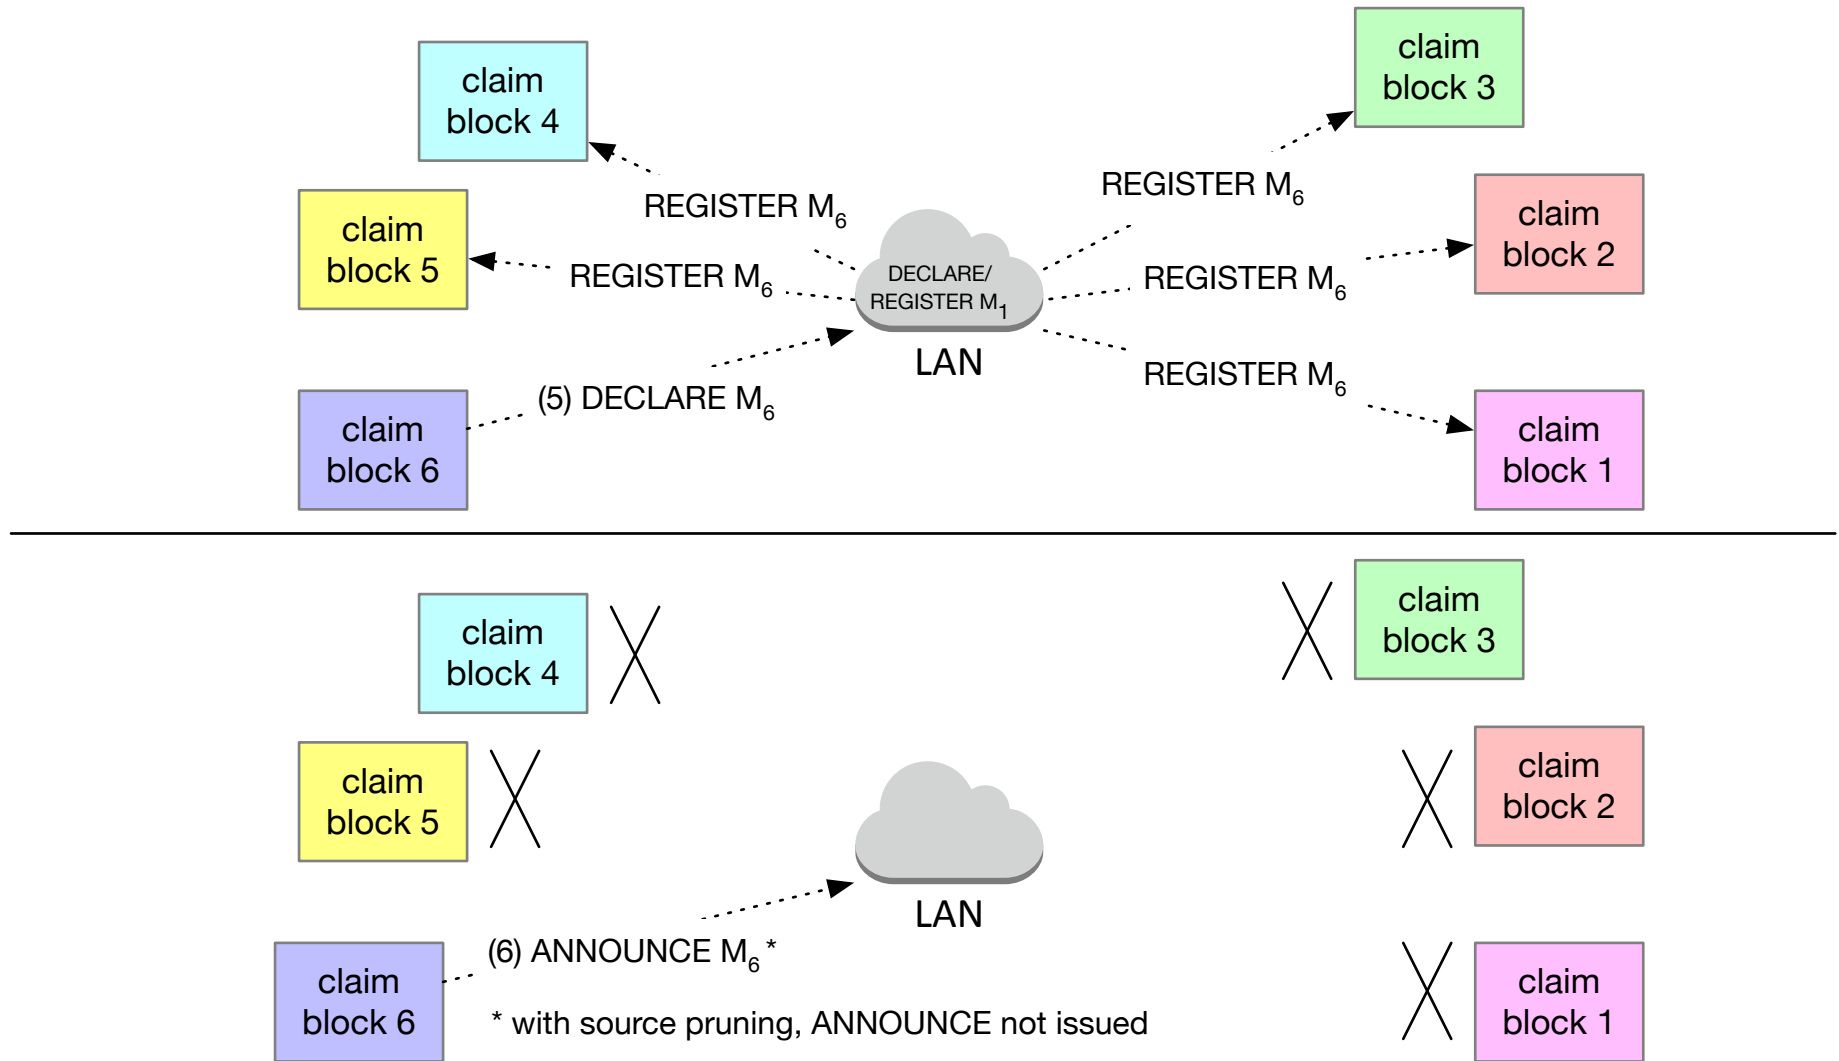 claim
block 4
claim
block 3
REGISTER M6
REGISTER M6
claim
block 5
claim
block 2
REGISTER M6
DECLARE/
REGISTER M1
REGISTER M6
LAN
REGISTER M6
(5) DECLARE M6
claim
block 6
claim
block 1
claim
block 4
claim
block 3
claim
block 5
claim
block 2
LAN
(6) ANNOUNCE M6*
claim
block 6
* with source pruning, ANNOUNCE not issued
claim
block 1